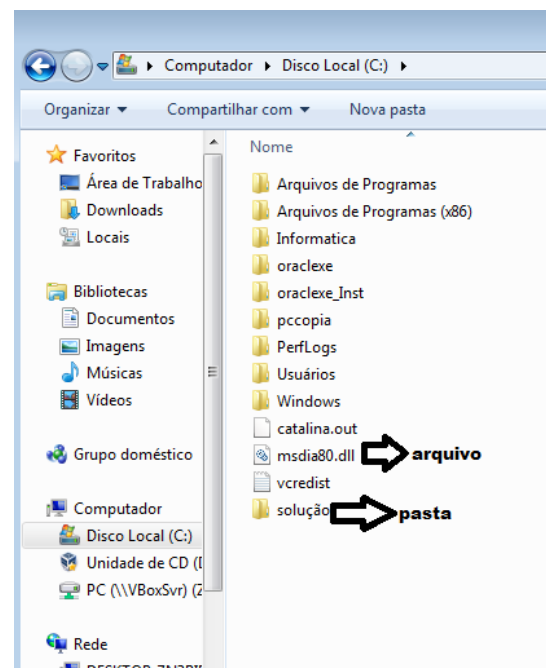 Computador ▸ Disco Local (C:) ▸
Organizar ▼ Compartilhar com ▼ Nova pasta
Favoritos
Área de Trabalho
Downloads
Locais
Bibliotecas
Documentos
Imagens
Músicas
Vídeos
Grupo doméstico
Computador
Disco Local (C:)
Unidade de CD (
PC (\\VBoxSvr) (
Rede
Nome
Arquivos de Programas
Arquivos de Programas (x86)
Informatica
oraclexe
oraclexe_Inst
pccopia
PerfLogs
Usuários
Windows
catalina.out
msdia80.dll arquivo
vcredist
solução pasta